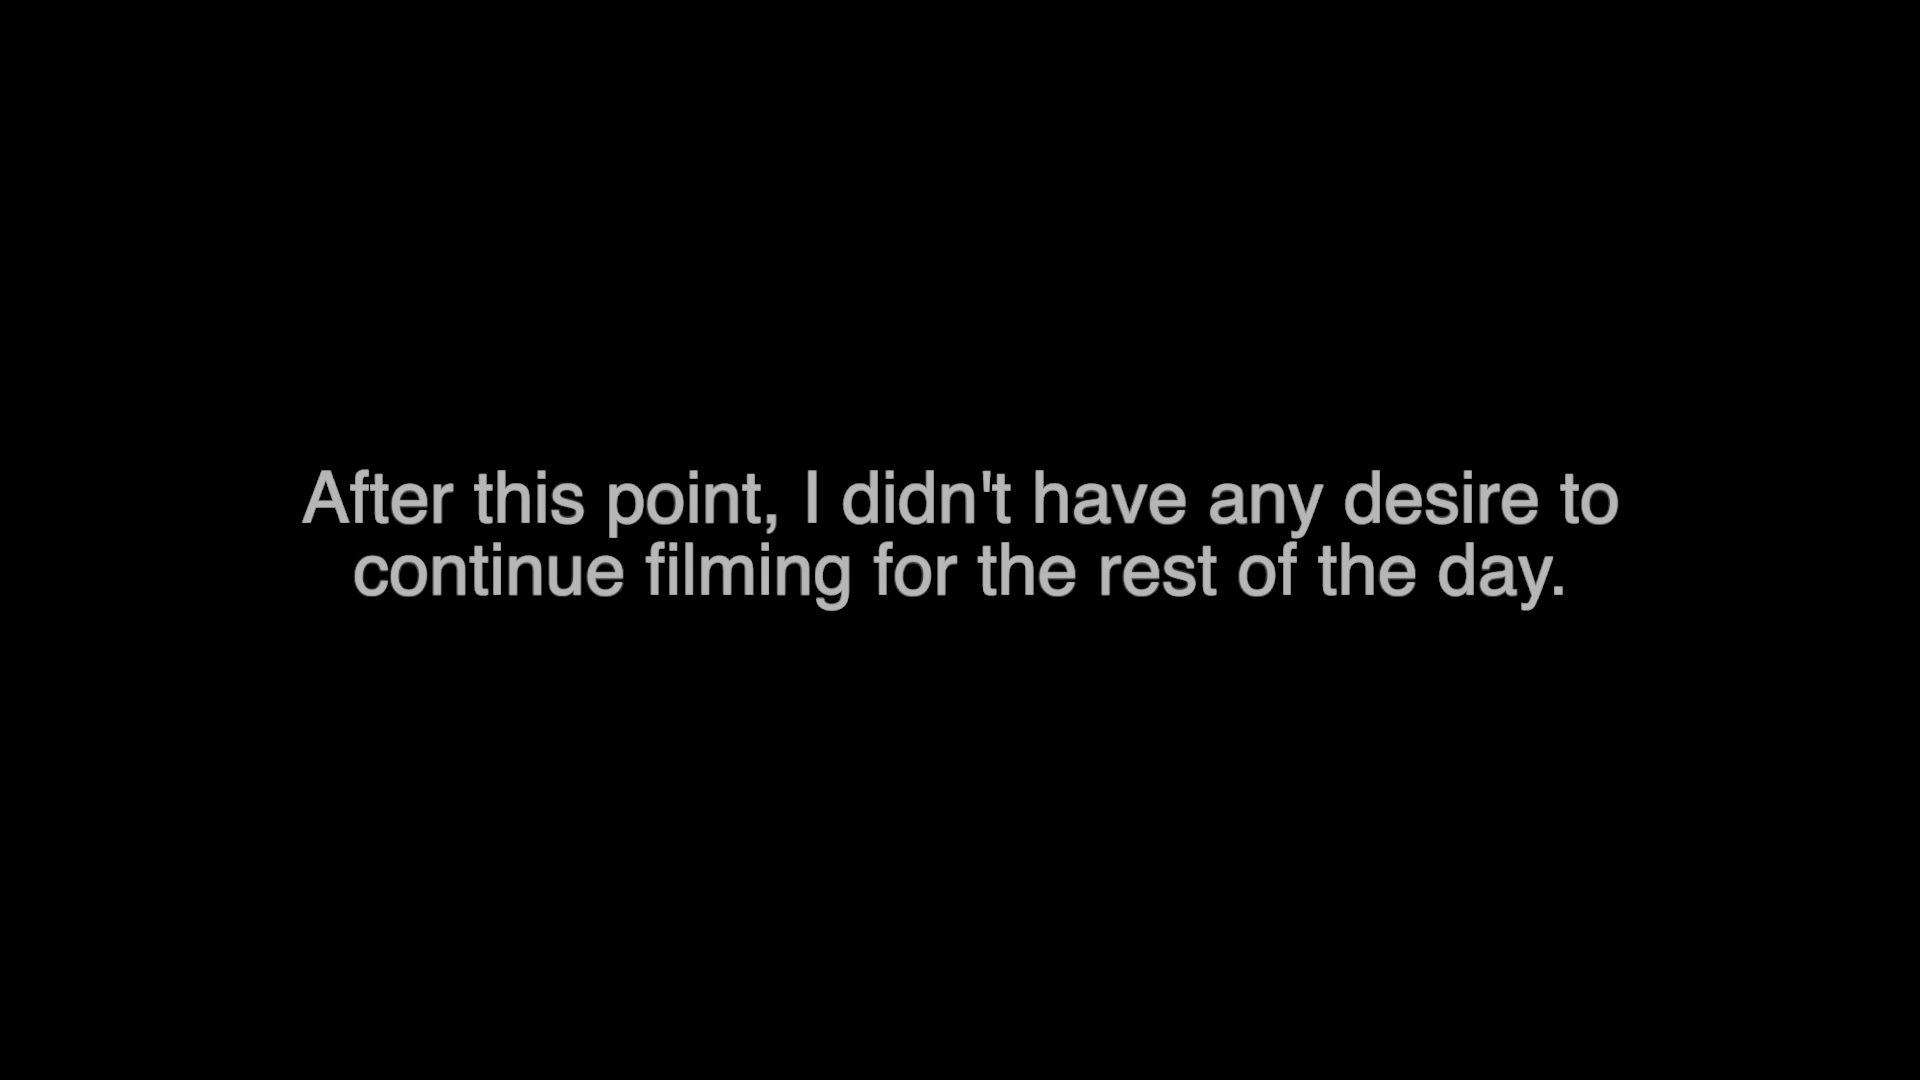 After this point, I didn't have any desire to
continue filming for the rest of the day.